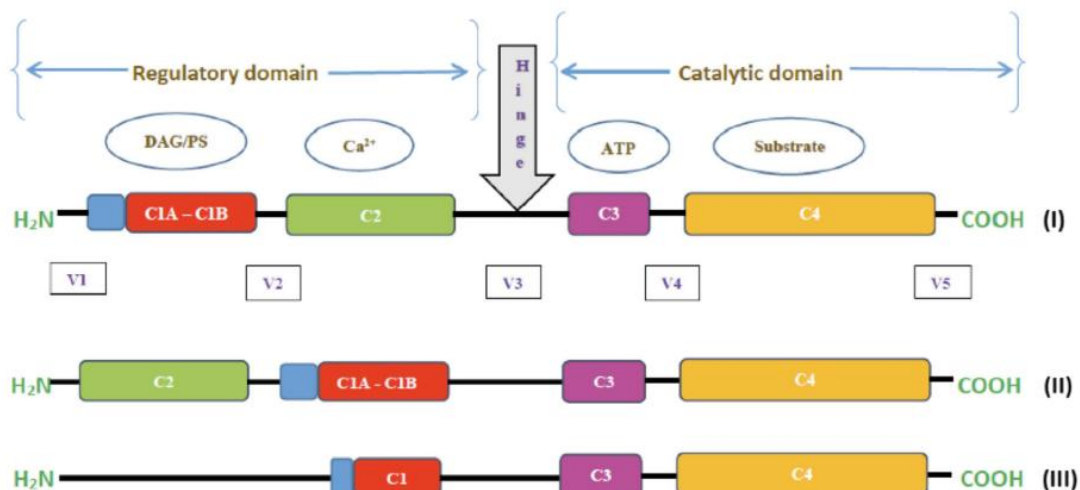 Regulatory domain
Hinge
Catalytic domain
DAG/PS
Ca²⁺
ATP
Substrate
H₂N C1A – C1B C2 C3 C4 COOH (I)
V1 V2 V3 V4 V5
H₂N C2 C1A - C1B C3 C4 COOH (II)
H₂N C1 C3 C4 COOH (III)